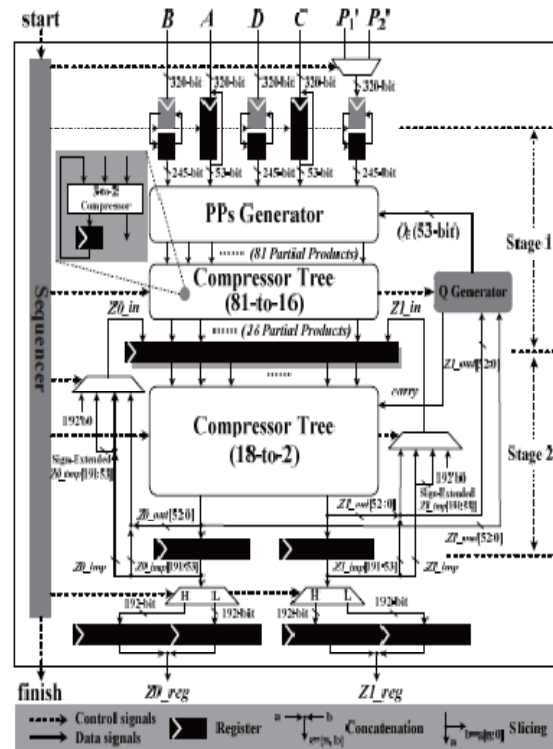 start
B A D C P₁' P₂'
320-bit 320-bit 320-bit 320-bit
320-bit
245-bit 53-bit 245-bit 53-bit 245-bit
PPs Generator
(53-bit)
Stage 1
3-to-2
Compressor
(81 Partial Products)
Compressor Tree
(81-to-16)
Q Generator
Sequencer
Z0_in
Z1_in
(16 Partial Products)
Z1_out[52:0]
carry
192'b0
Compressor Tree
(18-to-2)
Sign-Extended
Z0_tmp[191:53]
192'b0
Sign-Extended
Stage 2
Z0_out[52:0]
Z1_out[52:0]
Z0_tmp
Z0_tmp[191:53]
Z1_tmp[191:53]
Z1_tmp
H L
H L
192-bit 192-bit 192-bit 192-bit
finish
Z0_reg
Z1_reg
Control signals
Data signals
Register
a b
Concatenation
Slicing